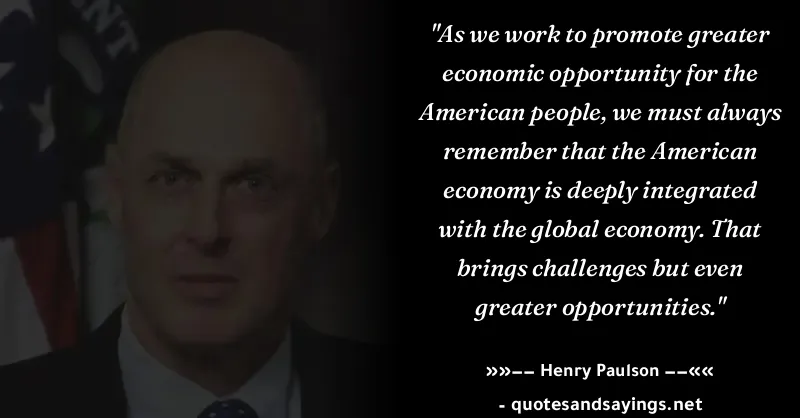 ENT
"As we work to promote greater
economic opportunity for the
American people, we must always
remember that the American
economy is deeply integrated
with the global economy. That
brings challenges but even
greater opportunities."
»»–– Henry Paulson ––««
- quotesandsayings.net